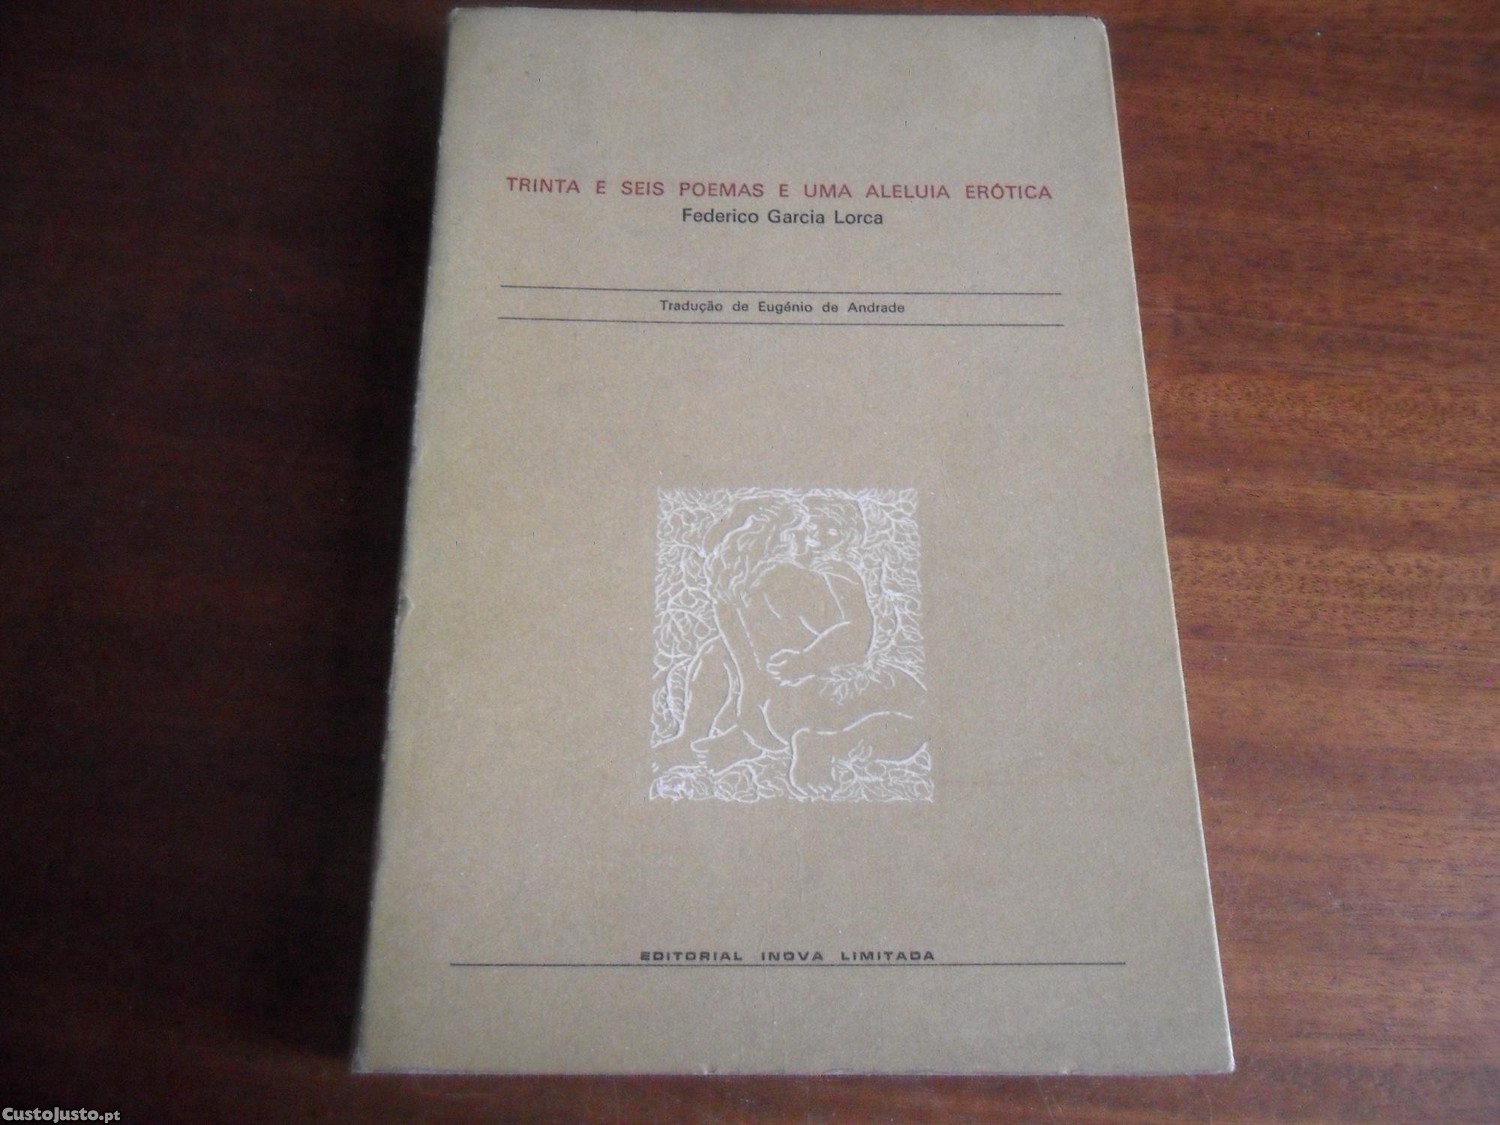 TRINTA E SEIS POEMAS E UMA ALELUIA ERÓTICA
Federico Garcia Lorca
Tradução de Eugénio de Andrade
EDITORIAL INOVA LIMITADA
CustoJusto.pt